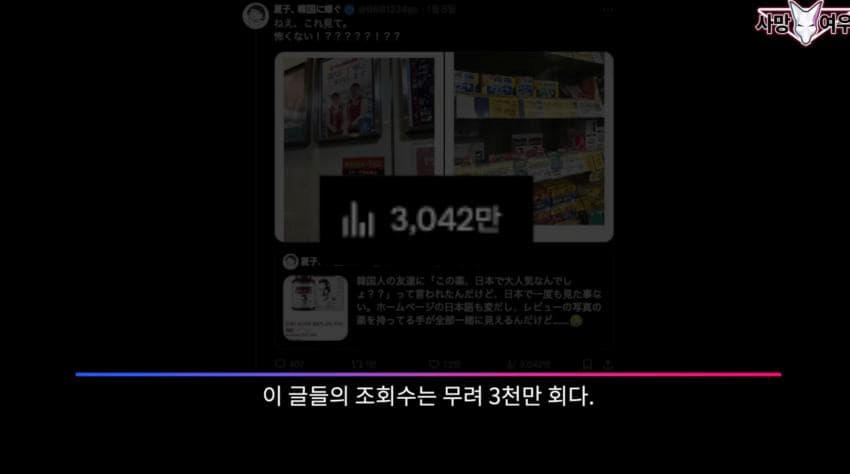 사망여우
夏子、韓国に嫁ぐ
ねえ、これ見て。
怖くない！？？？？？！？？
3,042만
夏子、
韓国人の友達に「この薬、日本で大人気なんでし
ょ？？」って言われたんだけど、日本で一度も見た事な
い。ホームページの日本語も変だし、レビューの写真の
薬を持ってる手が全部一緒に見えるんだけど……
이 글들의 조회수는 무려 3천만 회다.